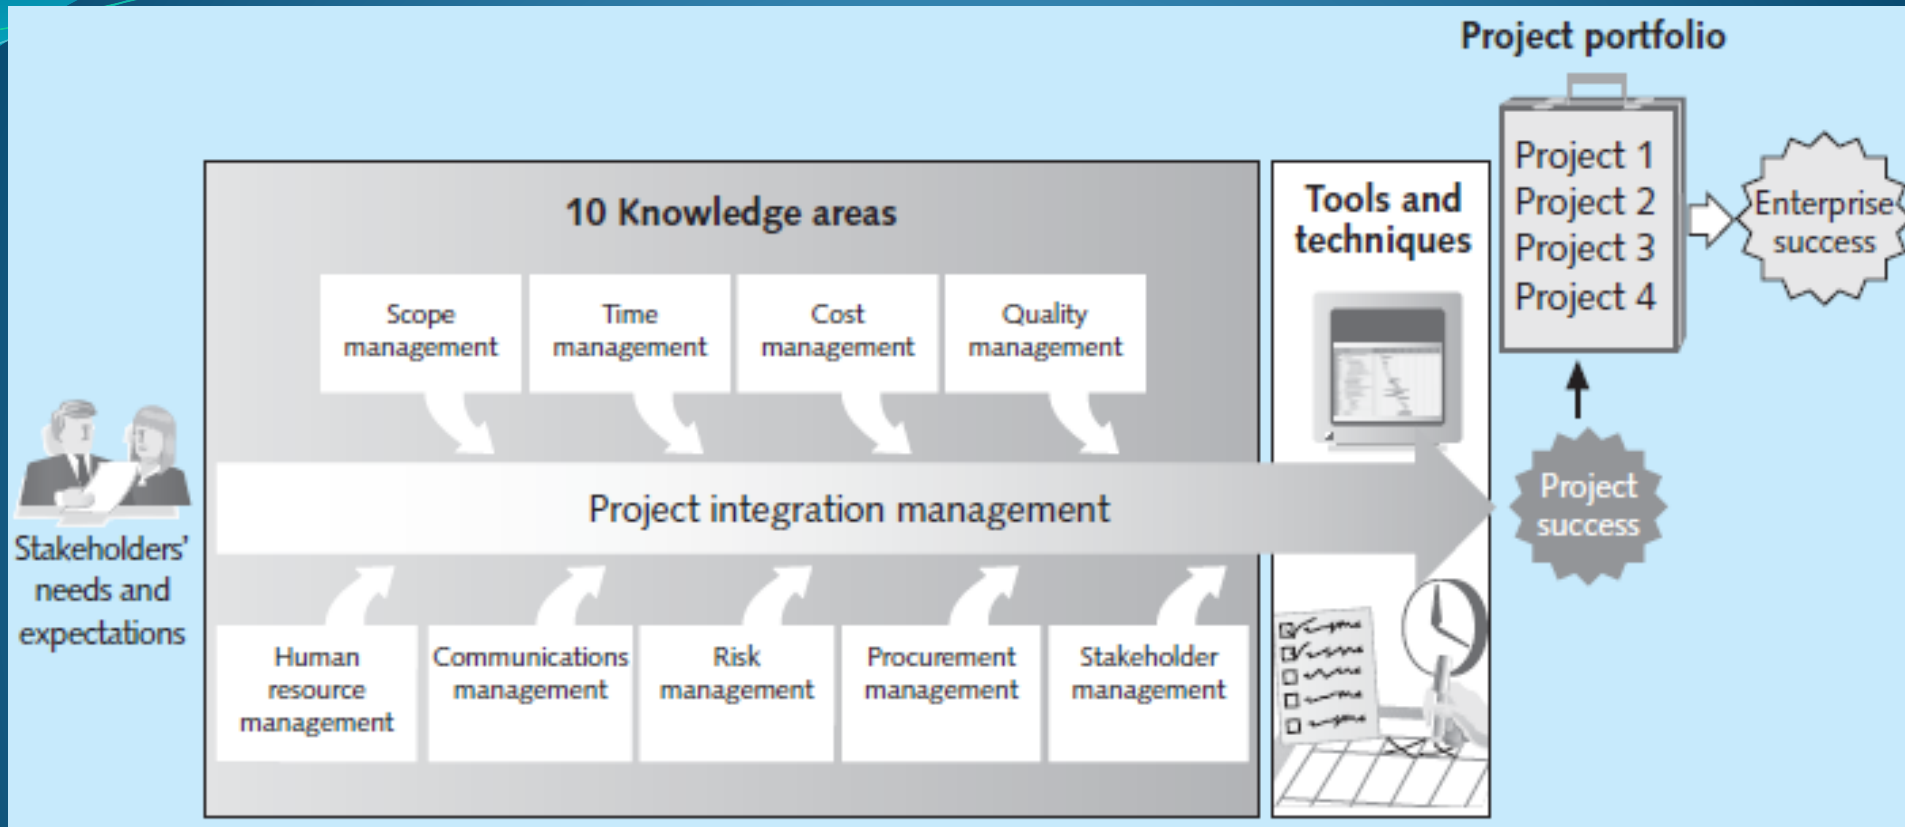 Project portfolio
Project 1
Project 2
Project 3
Project 4
Enterprise
success
10 Knowledge areas
Tools and
techniques
Scope
management
Time
management
Cost
management
Quality
management
Stakeholders'
needs and
expectations
Project integration management
Project
success
Human
resource
management
Communications
management
Risk
management
Procurement
management
Stakeholder
management